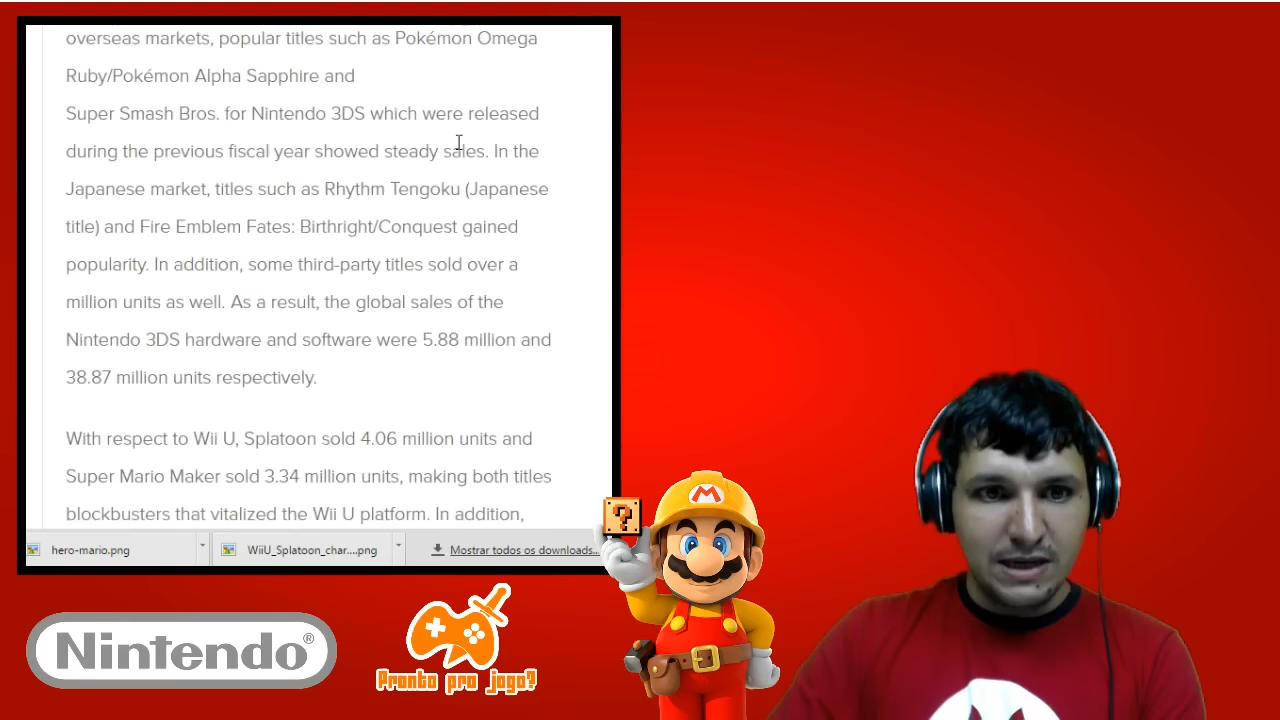 overseas markets, popular titles such as Pokémon Omega
Ruby/Pokémon Alpha Sapphire and
Super Smash Bros. for Nintendo 3DS which were released
during the previous fiscal year showed steady sales. In the
Japanese market, titles such as Rhythm Tengoku (Japanese
title) and Fire Emblem Fates: Birthright/Conquest gained
popularity. In addition, some third-party titles sold over a
million units as well. As a result, the global sales of the
Nintendo 3DS hardware and software were 5.88 million and
38.87 million units respectively.
With respect to Wii U, Splatoon sold 4.06 million units and
Super Mario Maker sold 3.34 million units, making both titles
blockbusters that vitalized the Wii U platform. In addition,
hero-mario.png
WiiU_Splatoon_char....png
Mostrar todos os downloads...
Nintendo®
Pronto pro jogo?
M
?